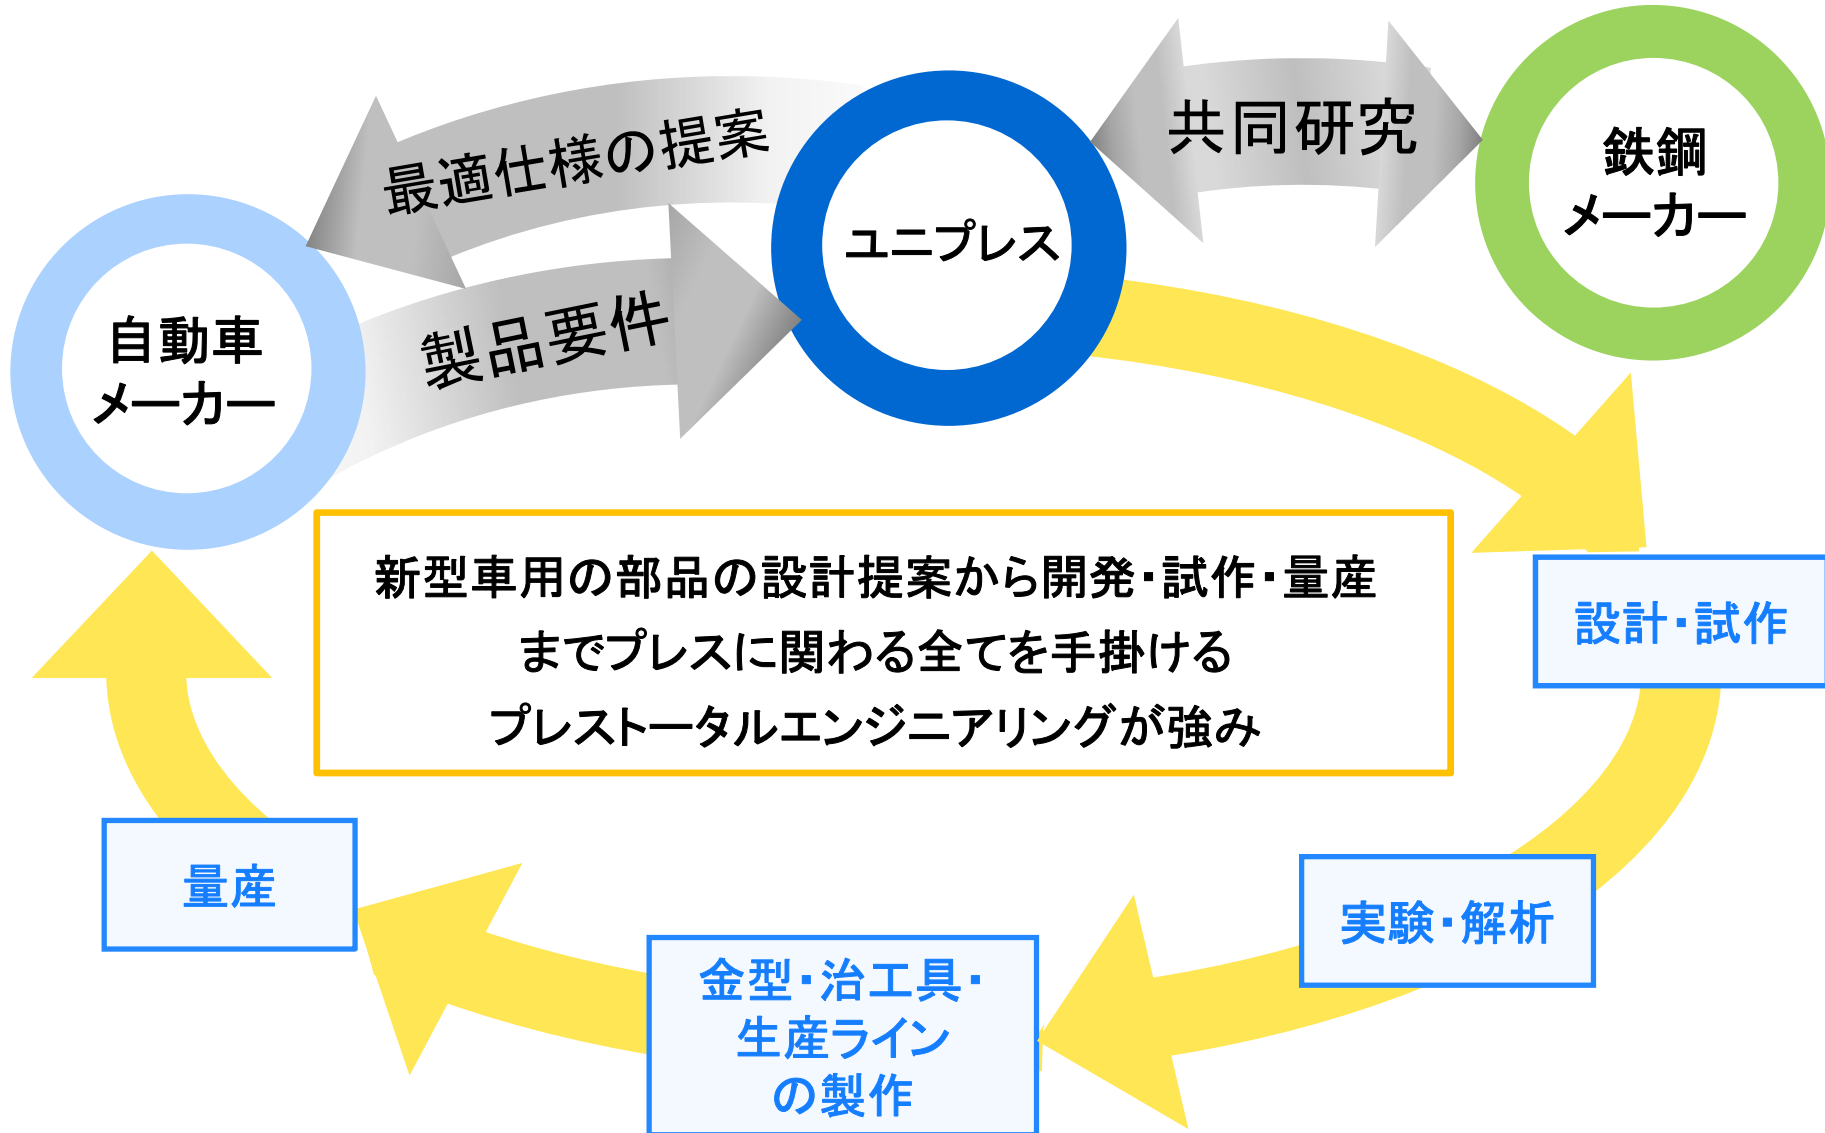 最適仕様の提案
共同研究
鉄鋼
メーカー
ユニプレス
製品要件
自動車
メーカー
新型車用の部品の設計提案から開発・試作・量産
までプレスに関わる全てを手掛ける
プレストータルエンジニアリングが強み
設計・試作
実験・解析
金型・治工具・
生産ライン
の製作
量産